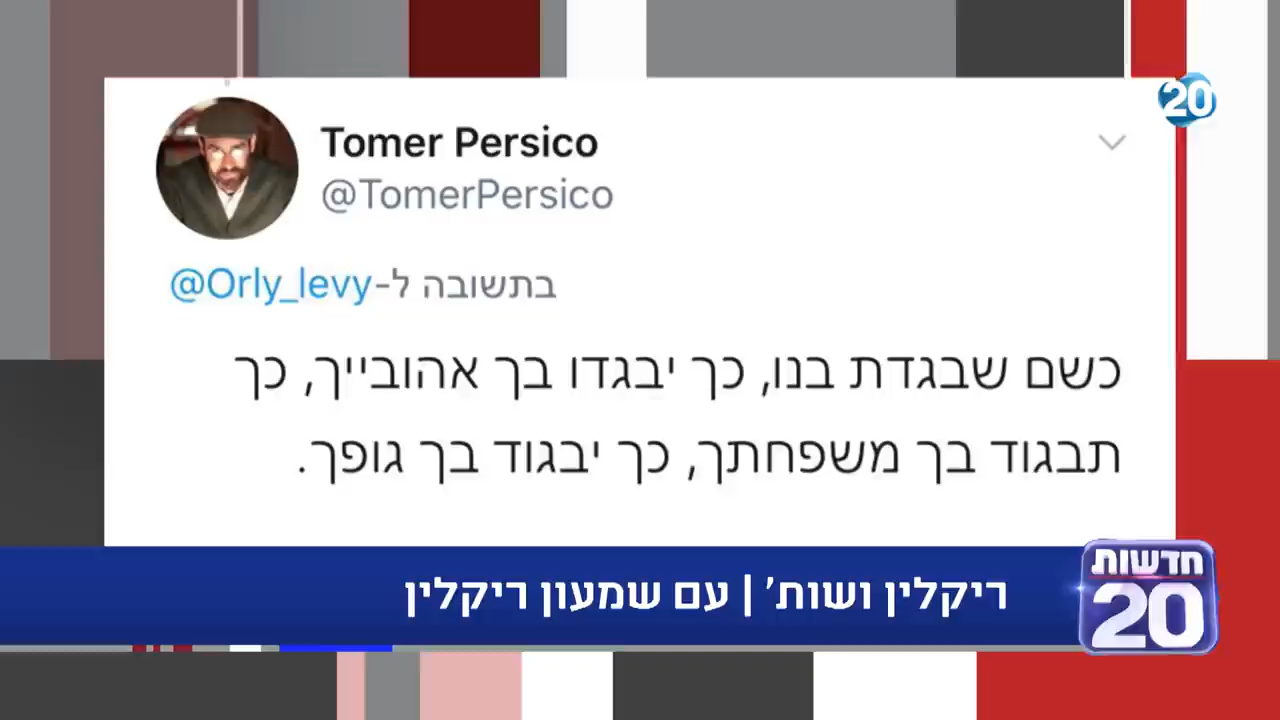 20
Tomer Persico
@TomerPersico
בתשובה ל-@Orly_levy
כשם שבגדת בנו, כך יבגדו בך אהובייך, כך
תבגוד בך משפחתך, כך יבגוד בך גופך.
ריקלין ושות' | עם שמעון ריקלין
חדשות
20